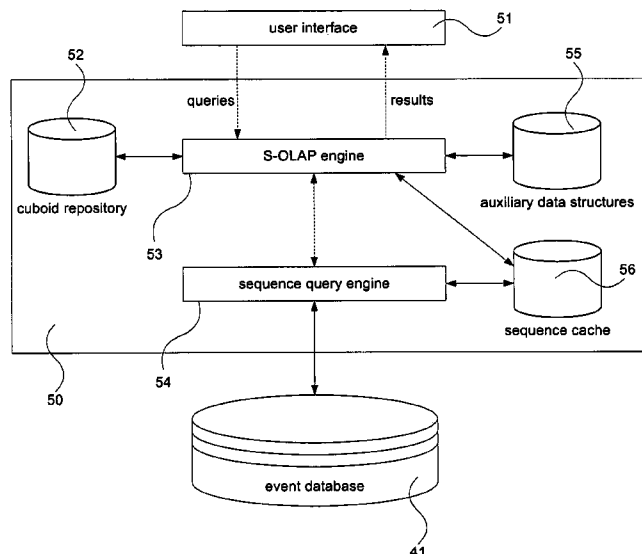 user interface
51
52
55
queries
results
S-OLAP engine
cuboid repository
auxiliary data structures
53
56
sequence query engine
sequence cache
54
50
event database
41